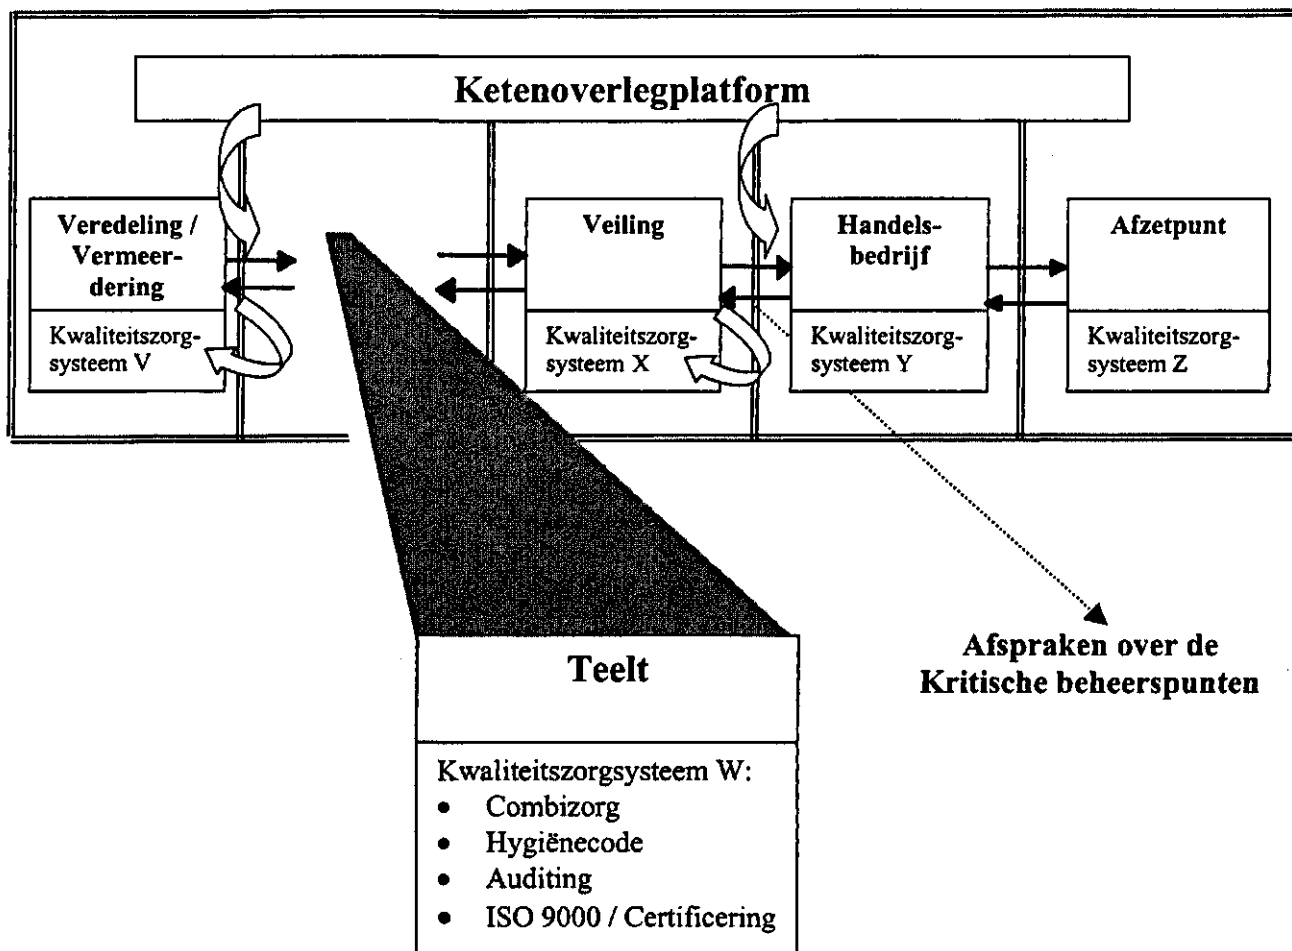 Ketenoverlegplatform
Veredeling /
Vermeer-
dering
Kwaliteitszorg-
systeem V
Veiling
Kwaliteitszorg-
systeem X
Handels-
bedrijf
Kwaliteitszorg-
systeem Y
Afzetpunt
Kwaliteitszorg-
systeem Z
Afspraken over de
Kritische beheerspunten
Teelt
Kwaliteitszorgsysteem W:
• Combizorg
• Hygiënecode
• Auditing
• ISO 9000 / Certificering